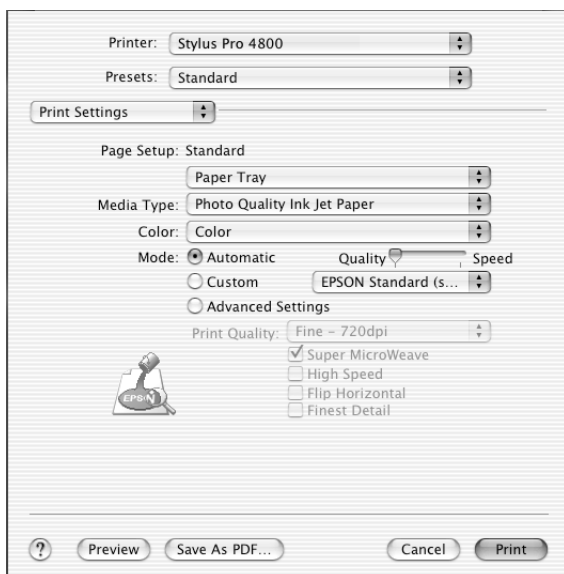 Printer: Stylus Pro 4800
Presets: Standard
Print Settings
Page Setup: Standard
Paper Tray
Media Type: Photo Quality Ink Jet Paper
Color: Color
Mode: Automatic Quality Speed
Custom EPSON Standard (s...
Advanced Settings
Print Quality: Fine – 720dpi
Super MicroWeave
High Speed
Flip Horizontal
Finest Detail
EPSON
? Preview Save As PDF... Cancel Print